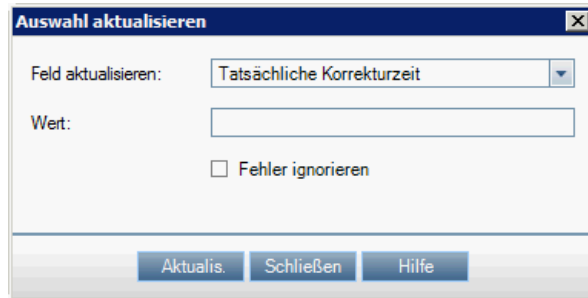 Auswahl aktualisieren
Feld aktualisieren: Tatsächliche Korrekturzeit
Wert:
Fehler ignorieren
Aktualis. Schließen Hilfe